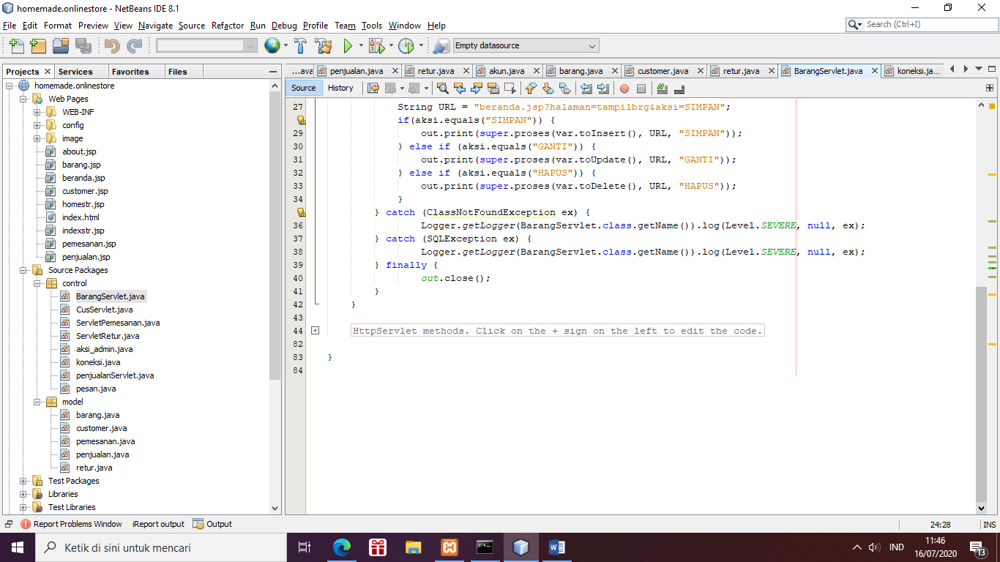 homemade.onlinestore - NetBeans IDE 8.1
File Edit Format Preview View Navigate Source Refactor Run Debug Profile Team Tools Window Help
Search (Ctrl+I)
Empty datasource
Projects Services Favorites Files
...ava penjualan.java retur.java akun.java barang.java customer.java retur.java BarangServlet.java koneksi.ja...
Source History
homemade.onlinestore
Web Pages
WEB-INF
config
image
about.jsp
barang.jsp
beranda.jsp
customer.jsp
homestr.jsp
index.html
indexstr.jsp
pemesanan.jsp
penjualan.jsp
Source Packages
control
BarangServlet.java
CusServlet.java
ServletPemesanan.java
ServletRetur.java
aksi_admin.java
koneksi.java
penjualanServlet.java
pesan.java
model
barang.java
customer.java
pemesanan.java
penjualan.java
retur.java
Test Packages
Libraries
Test Libraries
27 String URL = "beranda.jsp?halaman=tampilbrg&aksi=SIMPAN";
if(aksi.equals("SIMPAN")) {
29 out.print(super.proses(var.toInsert(), URL, "SIMPAN"));
30 } else if (aksi.equals("GANTI")) {
31 out.print(super.proses(var.toUpdate(), URL, "GANTI"));
32 } else if (aksi.equals("HAPUS")) {
33 out.print(super.proses(var.toDelete(), URL, "HAPUS"));
34 }
} catch (ClassNotFoundException ex) {
36 Logger.getLogger(BarangServlet.class.getName()).log(Level.SEVERE, null, ex);
37 } catch (SQLException ex) {
38 Logger.getLogger(BarangServlet.class.getName()).log(Level.SEVERE, null, ex);
39 } finally {
40 out.close();
41 }
42 }
43
44 HttpServlet methods. Click on the + sign on the left to edit the code.
82
83 }
84
Report Problems Window iReport output Output
24:28 INS
Ketik di sini untuk mencari
IND
11:46
16/07/2020
13